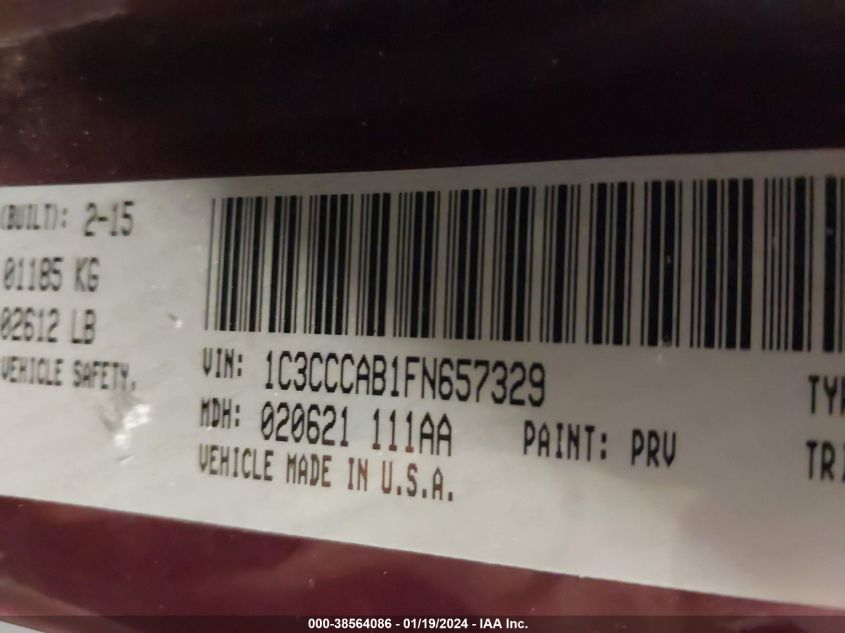 (BUILT): 2-15
01185 KG
02612 LB
VEHICLE SAFETY,
VIN: 1C3CCCAB1FN657329
MDH: 020621 111AA
PAINT: PRV
VEHICLE MADE IN U.S.A.
000-38564086 - 01/19/2024 - IAA Inc.